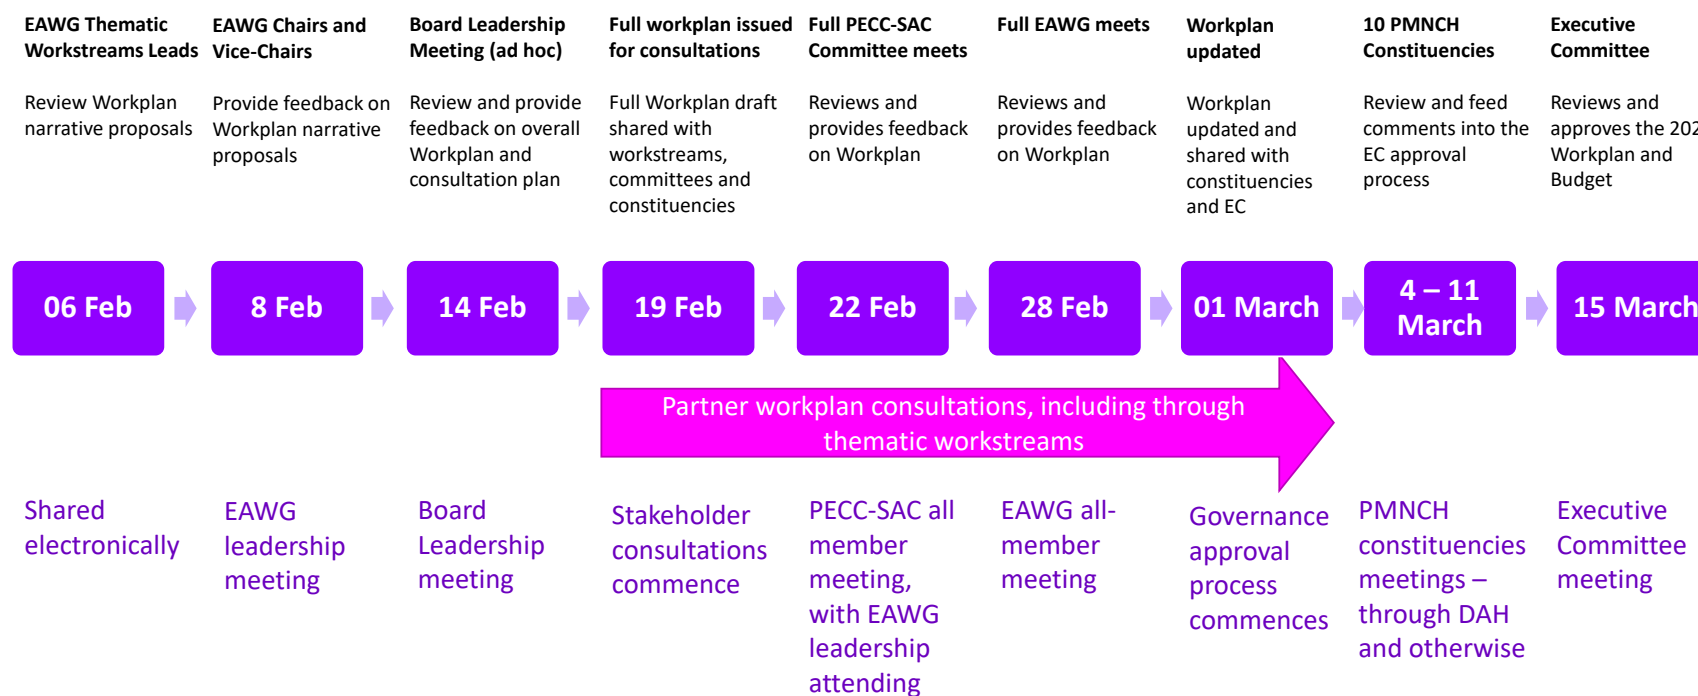 EAWG Thematic
Workstreams Leads
Review Workplan
narrative proposals
EAWG Chairs and
Vice-Chairs
Provide feedback on
Workplan narrative
proposals
Board Leadership
Meeting (ad hoc)
Review and provide
feedback on overall
Workplan and
consultation plan
Full workplan issued
for consultations
Full Workplan draft
shared with
workstreams,
committees and
constituencies
Full PECC-SAC
Committee meets
Reviews and
provides feedback
on Workplan
Full EAWG meets
Reviews and
provides feedback
on Workplan
Workplan
updated
Workplan
updated and
shared with
constituencies
and EC
10 PMNCH
Constituencies
Review and feed
comments into the
EC approval
process
Executive
Committee
Reviews and
approves the 202
Workplan and
Budget
06 Feb
8 Feb
14 Feb
19 Feb
22 Feb
28 Feb
01 March
4 – 11
March
15 March
Partner workplan consultations, including through
thematic workstreams
Shared
electronically
EAWG
leadership
meeting
Board
Leadership
meeting
Stakeholder
consultations
commence
PECC-SAC all
member
meeting,
with EAWG
leadership
attending
EAWG all-
member
meeting
Governance
approval
process
commences
PMNCH
constituencies
meetings –
through DAH
and otherwise
Executive
Committee
meeting